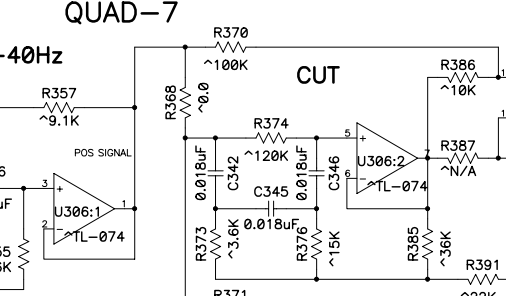 QUAD-7
-40Hz
R370
^100K
CUT
R386
^10K
R357
^9.1K
R368
^0.0
R374
^120K
R387
^N/A
POS SIGNAL
0.018uF
C342
0.018uF
C346
5
6
7
U306:2
^TL-074
3
2
1
U306:1
^TL-074
C345
0.018uF
R373
^3.6K
R376
^15K
R385
^36K
R391
R371